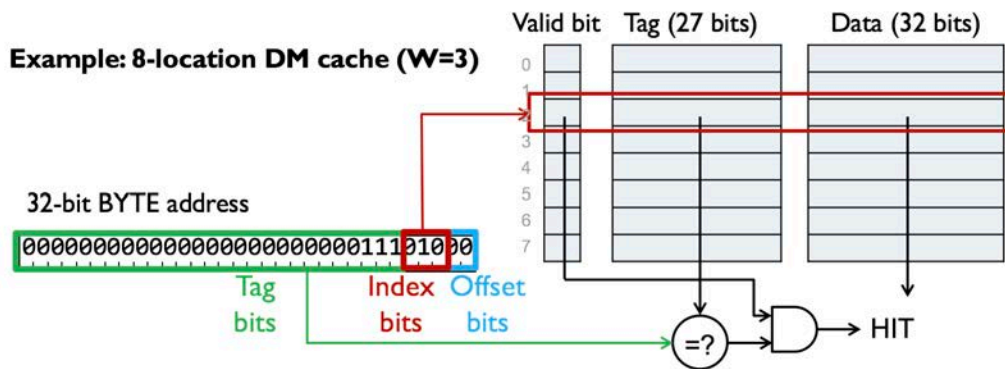 Valid bit Tag (27 bits) Data (32 bits)
Example: 8-location DM cache (W=3)
0
1
2
3
4
5
6
7
32-bit BYTE address
00000000000000000000000011101000
Tag bits
Index bits
Offset bits
=?
HIT